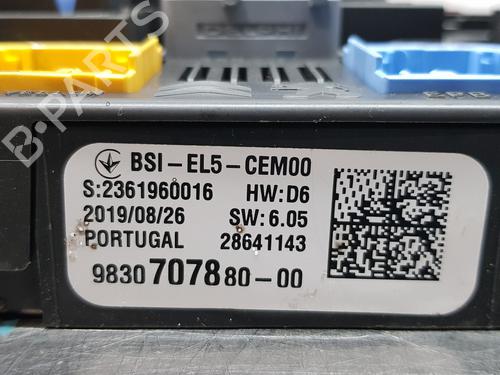 BSI-EL5-CEM00
S:2361960016 HW:D6
2019/08/26 SW:6.05
PORTUGAL 28641143
9830707880-00
B-PARTS